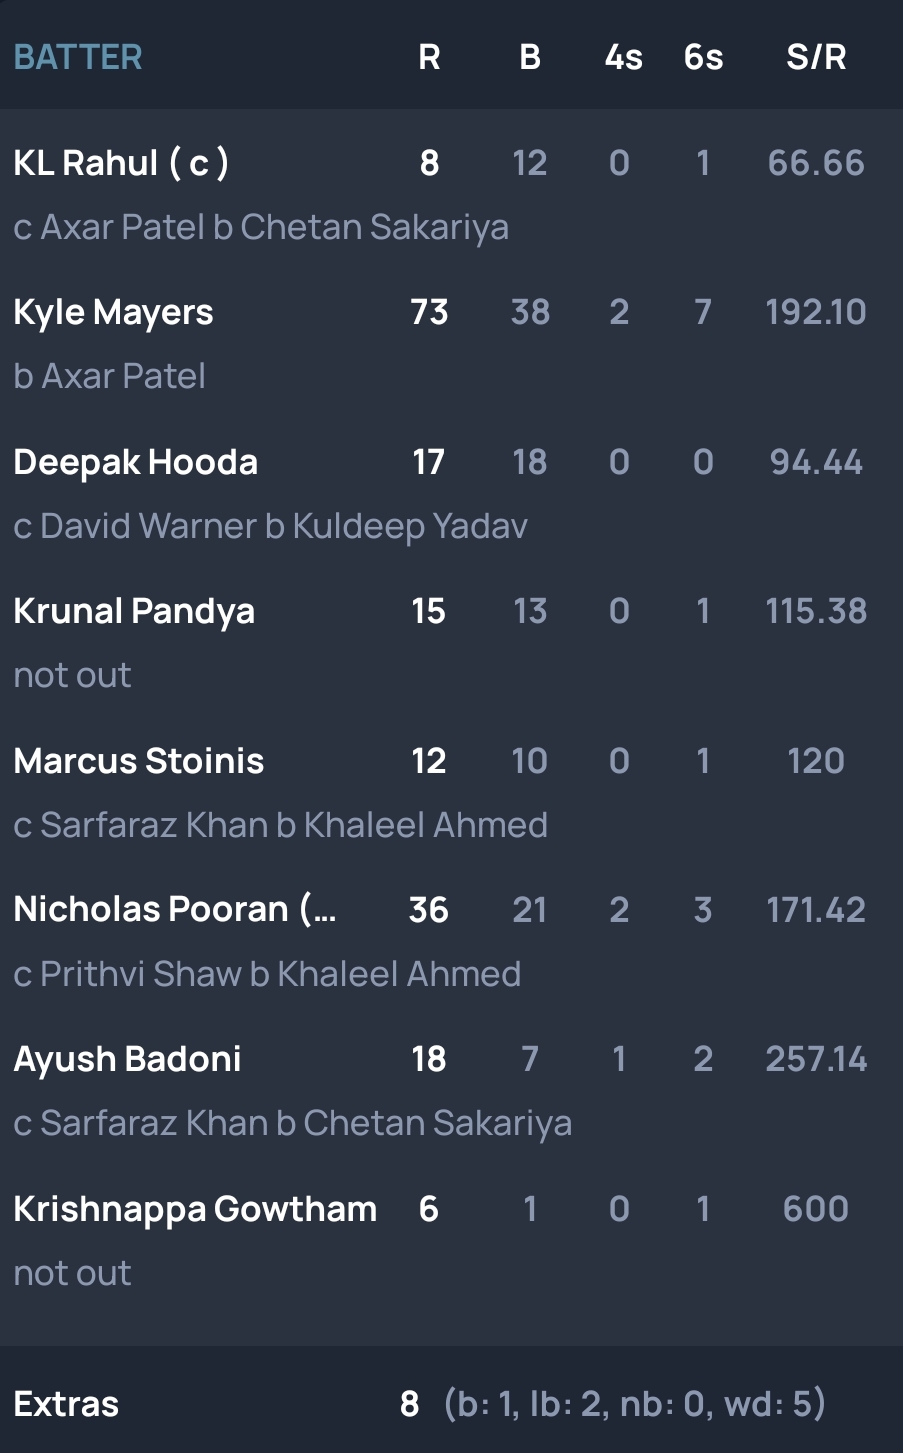 BATTER R B 4s 6s S/R
KL Rahul ( c ) 8 12 0 1 66.66
c Axar Patel b Chetan Sakariya
Kyle Mayers 73 38 2 7 192.10
b Axar Patel
Deepak Hooda 17 18 0 0 94.44
c David Warner b Kuldeep Yadav
Krunal Pandya 15 13 0 1 115.38
not out
Marcus Stoinis 12 10 0 1 120
c Sarfaraz Khan b Khaleel Ahmed
Nicholas Pooran (... 36 21 2 3 171.42
c Prithvi Shaw b Khaleel Ahmed
Ayush Badoni 18 7 1 2 257.14
c Sarfaraz Khan b Chetan Sakariya
Krishnappa Gowtham 6 1 0 1 600
not out
Extras 8 (b: 1, lb: 2, nb: 0, wd: 5)